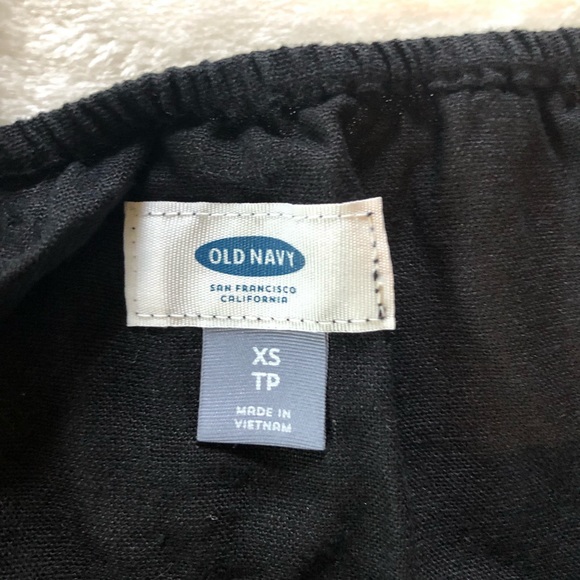 OLD NAVY
SAN FRANCISCO
CALIFORNIA
XS
TP
MADE IN
VIETNAM